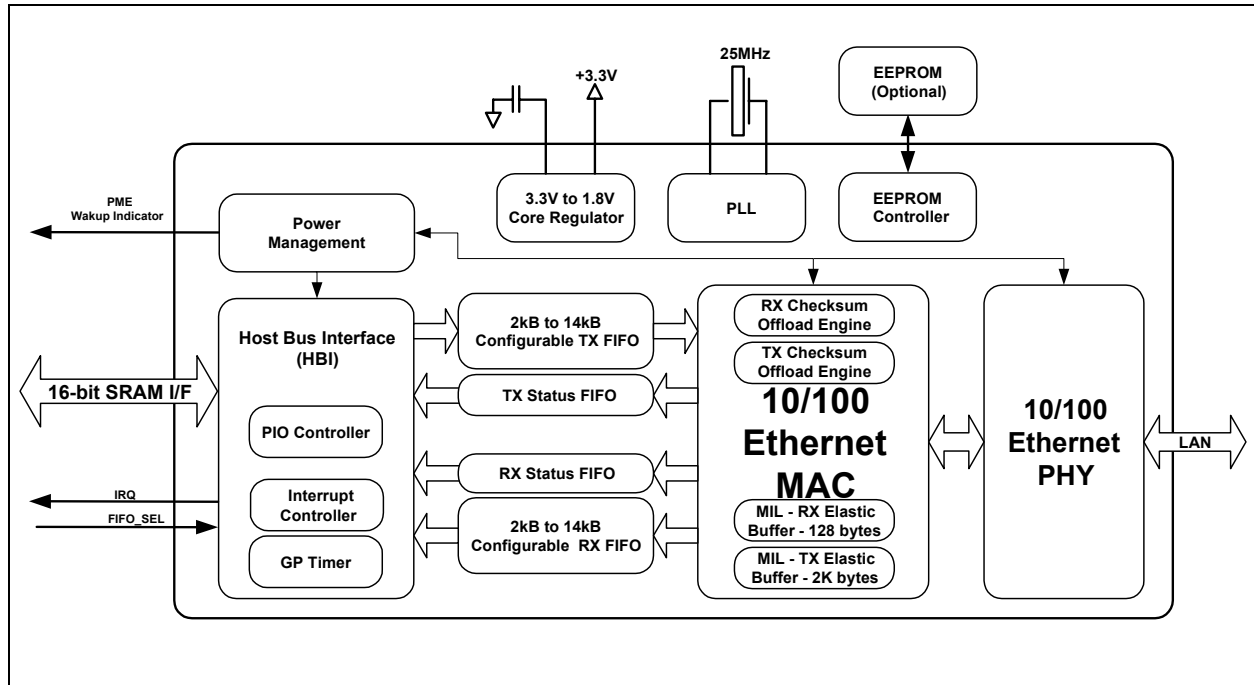 25MHz
+3.3V
EEPROM
(Optional)
3.3V to 1.8V
Core Regulator
PLL
EEPROM
Controller
PME
Wakup Indicator
Power
Management
Host Bus Interface
(HBI)
2kB to 14kB
Configurable TX FIFO
RX Checksum
Offload Engine
TX Checksum
Offload Engine
16-bit SRAM I/F
TX Status FIFO
10/100
Ethernet
MAC
10/100
Ethernet
PHY
LAN
PIO Controller
RX Status FIFO
IRQ
FIFO_SEL
Interrupt
Controller
GP Timer
2kB to 14kB
Configurable RX FIFO
MIL - RX Elastic
Buffer - 128 bytes
MIL - TX Elastic
Buffer - 2K bytes